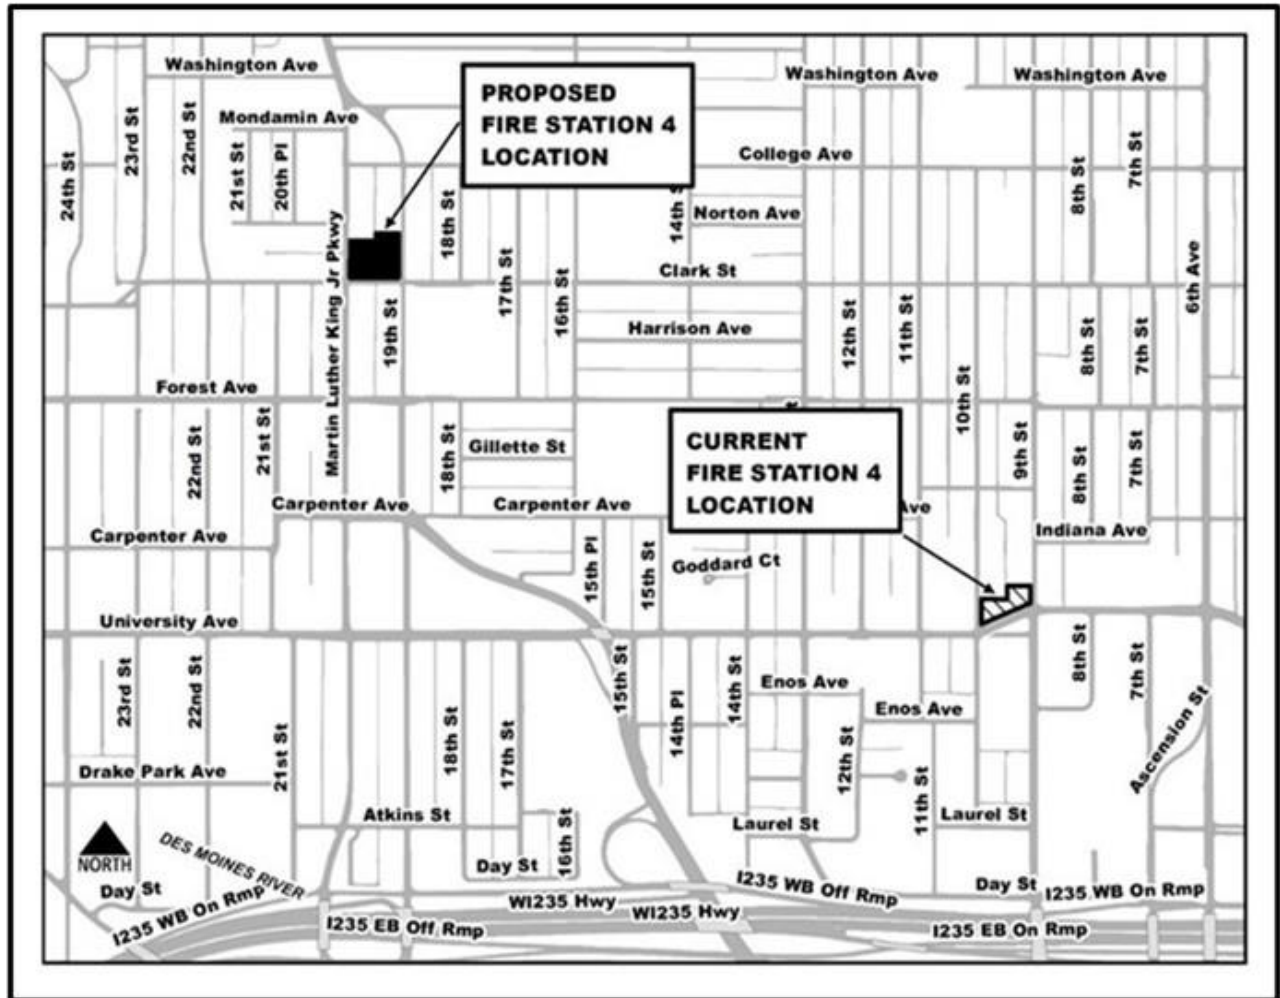 Washington Ave
Washington Ave
Washington Ave
PROPOSED
FIRE STATION 4
LOCATION
Mondamin Ave
24th St
23rd St
22nd St
21st St
20th Pl
College Ave
8th St
7th St
18th St
14th S
Norton Ave
Martin Luther King Jr Pkwy
17th St
16th St
Clark St
6th Ave
19th St
Harrison Ave
12th St
11th St
8th St
7th St
Forest Ave
10th St
22nd St
21st St
18th St
Gillette St
CURRENT
FIRE STATION 4
LOCATION
9th St
8th St
7th St
Carpenter Ave
Carpenter Ave
Ave
Carpenter Ave
Indiana Ave
15th Pl
15th St
Goddard Ct
University Ave
23rd St
22nd St
15th St
14th Pl
14th St
Enos Ave
Enos Ave
8th St
7th St
Ascension St
21st St
18th St
17th St
12th St
Drake Park Ave
Atkins St
16th St
Laurel St
11th St
Laurel St
NORTH
DES MOINES RIVER
Day St
Day St
Day St
I235 WB On Rmp
WI235 Hwy
WI235 Hwy
I235 WB Off Rmp
I235 WB On Rmp
I235 EB Off Rmp
I235 EB On Rmp